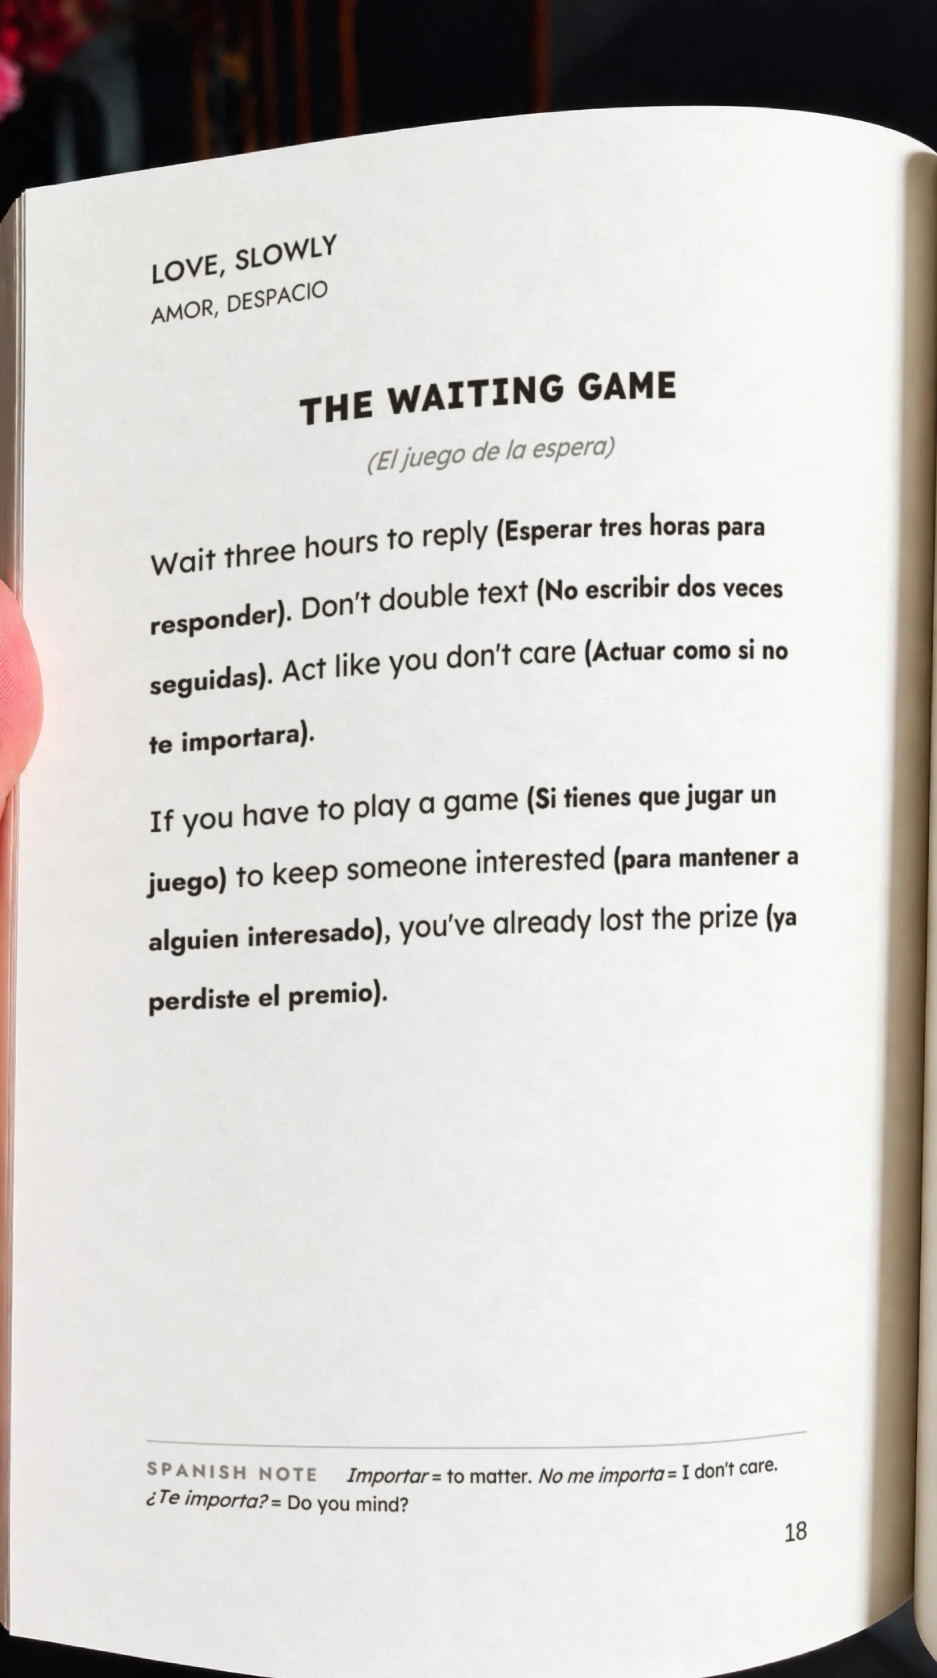 LOVE, SLOWLY
AMOR, DESPACIO
THE WAITING GAME
(El juego de la espera)
Wait three hours to reply (Esperar tres horas para
responder). Don't double text (No escribir dos veces
seguidas). Act like you don't care (Actuar como si no
te importara).
If you have to play a game (Si tienes que jugar un
juego) to keep someone interested (para mantener a
alguien interesado), you've already lost the prize (ya
perdiste el premio).
SPANISH NOTE Importar = to matter. No me importa = I don't care.
¿Te importa? = Do you mind?
18